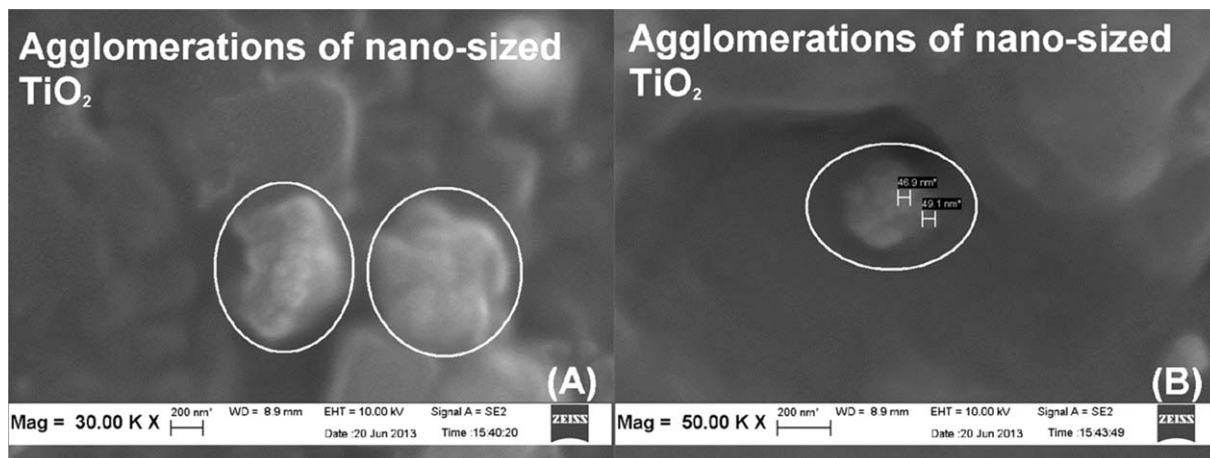 Agglomerations of nano-sized
TiO₂
(A)
Mag = 30.00 K X
200 nm*
WD = 8.9 mm
EHT = 10.00 kV
Signal A = SE2
Date :20 Jun 2013
Time :15:40:20
ZEISS
Agglomerations of nano-sized
TiO₂
46.9 nm*
49.1 nm*
(B)
Mag = 50.00 K X
200 nm*
WD = 8.9 mm
EHT = 10.00 kV
Signal A = SE2
Date :20 Jun 2013
Time :15:43:49
ZEISS